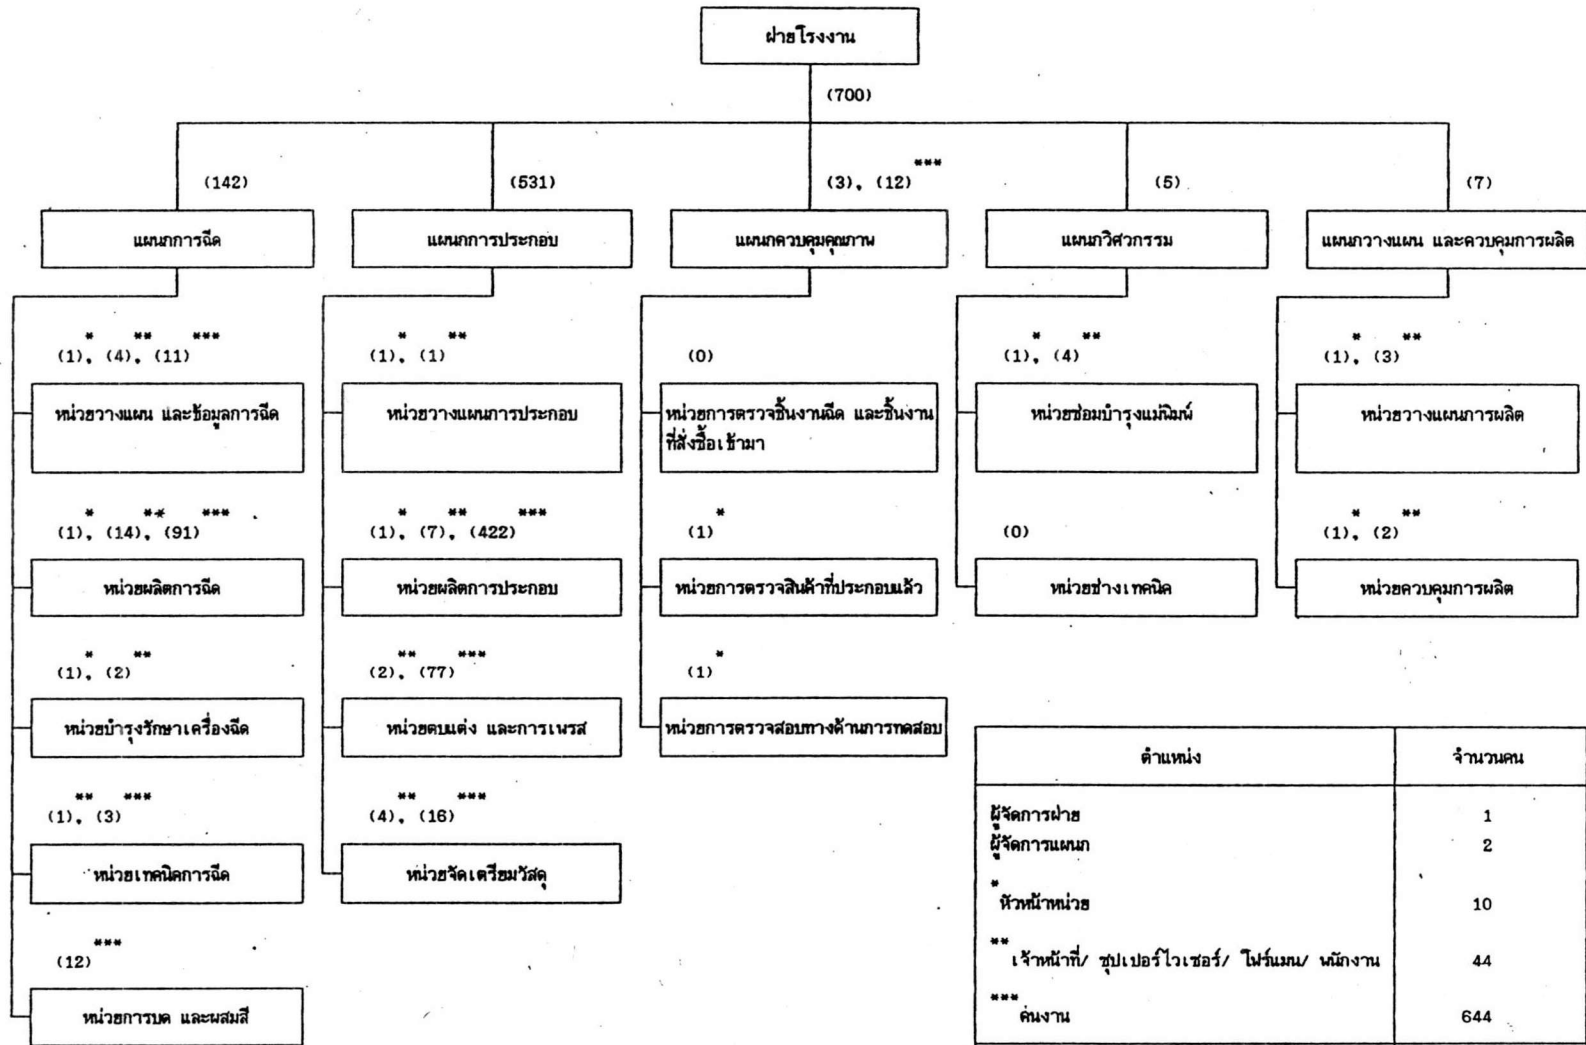 ฝ่ายโรงงาน
(700)
(142)
(531)
***
(3), (12)
(5)
(7)
แผนกการฉีด
แผนกการประกอบ
แผนกควบคุมคุณภาพ
แผนกวิศวกรรม
แผนกวางแผน และควบคุมการผลิต
* ** ***
(1), (4), (11)
หน่วยวางแผน และข้อมูลการฉีด
* ** ***
(1), (14), (91)
หน่วยผลิตการฉีด
* **
(1), (2)
หน่วยบำรุงรักษาเครื่องฉีด
** ***
(1), (3)
หน่วยเทคนิคการฉีด
***
(12)
หน่วยการบด และผสมสี
* **
(1), (1)
หน่วยวางแผนการประกอบ
* ** ***
(1), (7), (422)
หน่วยผลิตการประกอบ
** ***
(2), (77)
หน่วยตบแต่ง และการเพรส
** ***
(4), (16)
หน่วยจัดเตรียมวัสดุ
(0)
หน่วยการตรวจชิ้นงานฉีด และชิ้นงาน
ที่สั่งซื้อเข้ามา
*
(1)
หน่วยการตรวจสินค้าที่ประกอบแล้ว
*
(1)
หน่วยการตรวจสอบทางด้านการทดสอบ
* **
(1), (4)
หน่วยซ่อมบำรุงแม่พิมพ์
(0)
หน่วยช่างเทคนิค
* **
(1), (3)
หน่วยวางแผนการผลิต
* **
(1), (2)
หน่วยควบคุมการผลิต
ตำแหน่ง จำนวนคน
ผู้จัดการฝ่าย 1
ผู้จัดการแผนก 2
* หัวหน้าหน่วย 10
** เจ้าหน้าที่/ ซุปเปอร์ไวเซอร์/ โฟร์แมน/ พนักงาน 44
*** คนงาน 644